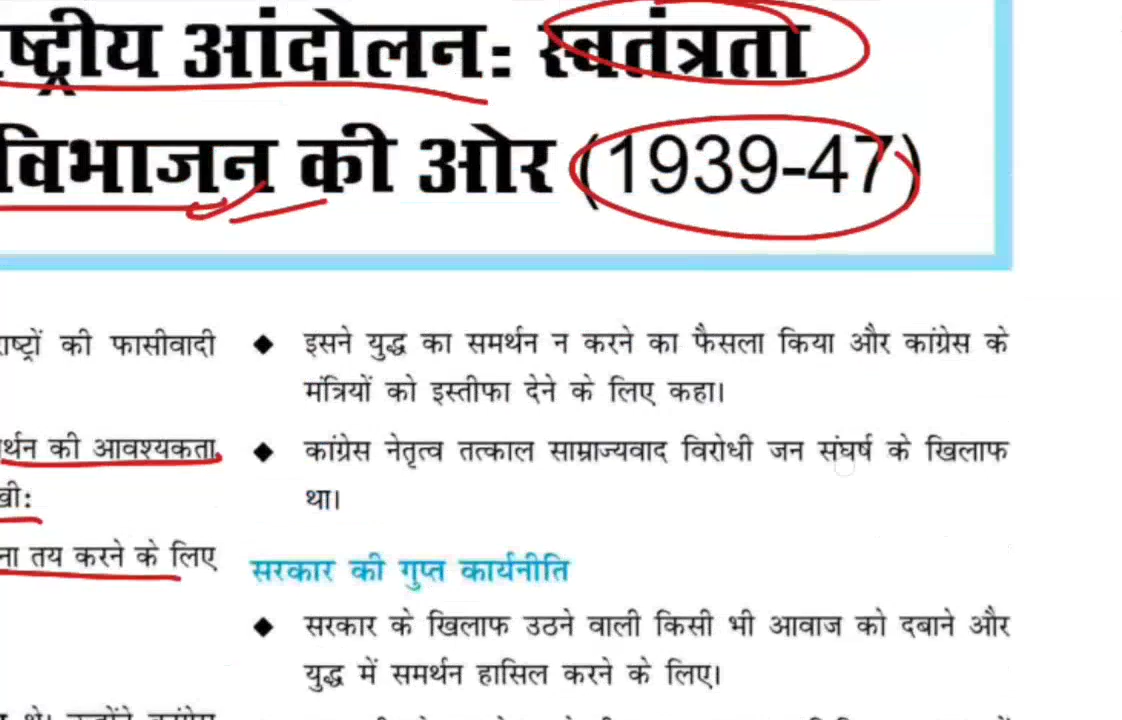 राष्ट्रीय आंदोलन: स्वतंत्रता
विभाजन की ओर (1939-47)
राष्ट्रों की फासीवादी
की आवश्यकता
तय करने के लिए
◆ इसने युद्ध का समर्थन न करने का फैसला किया और कांग्रेस के
मंत्रियों को इस्तीफा देने के लिए कहा।
◆ कांग्रेस नेतृत्व तत्काल साम्राज्यवाद विरोधी जन संघर्ष के खिलाफ
था।
सरकार की गुप्त कार्यनीति
◆ सरकार के खिलाफ उठने वाली किसी भी आवाज को दबाने और
युद्ध में समर्थन हासिल करने के लिए।